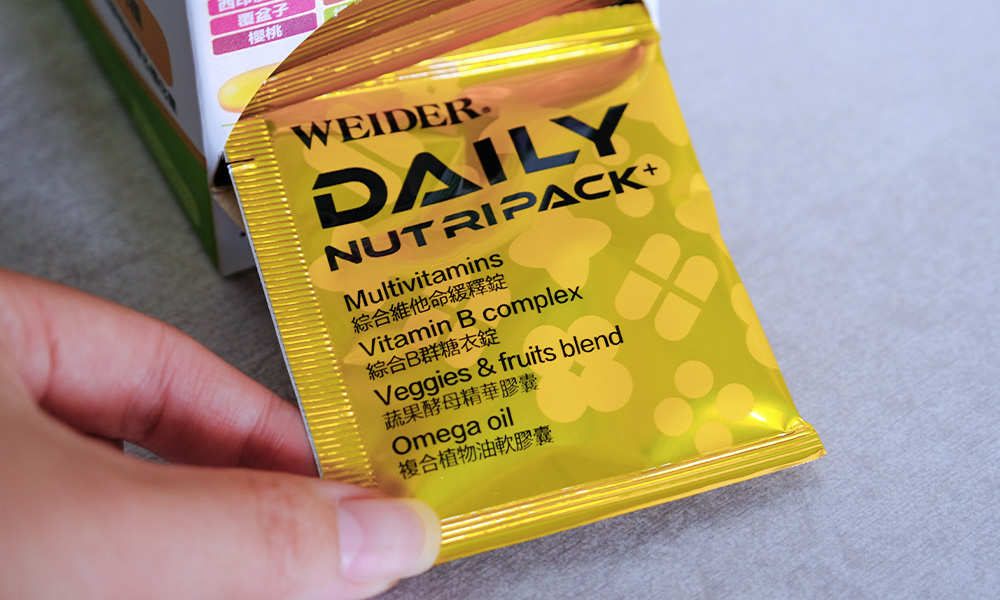 覆盆子
櫻桃
WEIDER®
DAILY
NUTRIPACK+
Multivitamins
綜合維他命緩釋錠
Vitamin B complex
綜合B群糖衣錠
Veggies & fruits blend
蔬果酵母精華膠囊
Omega oil
複合植物油軟膠囊